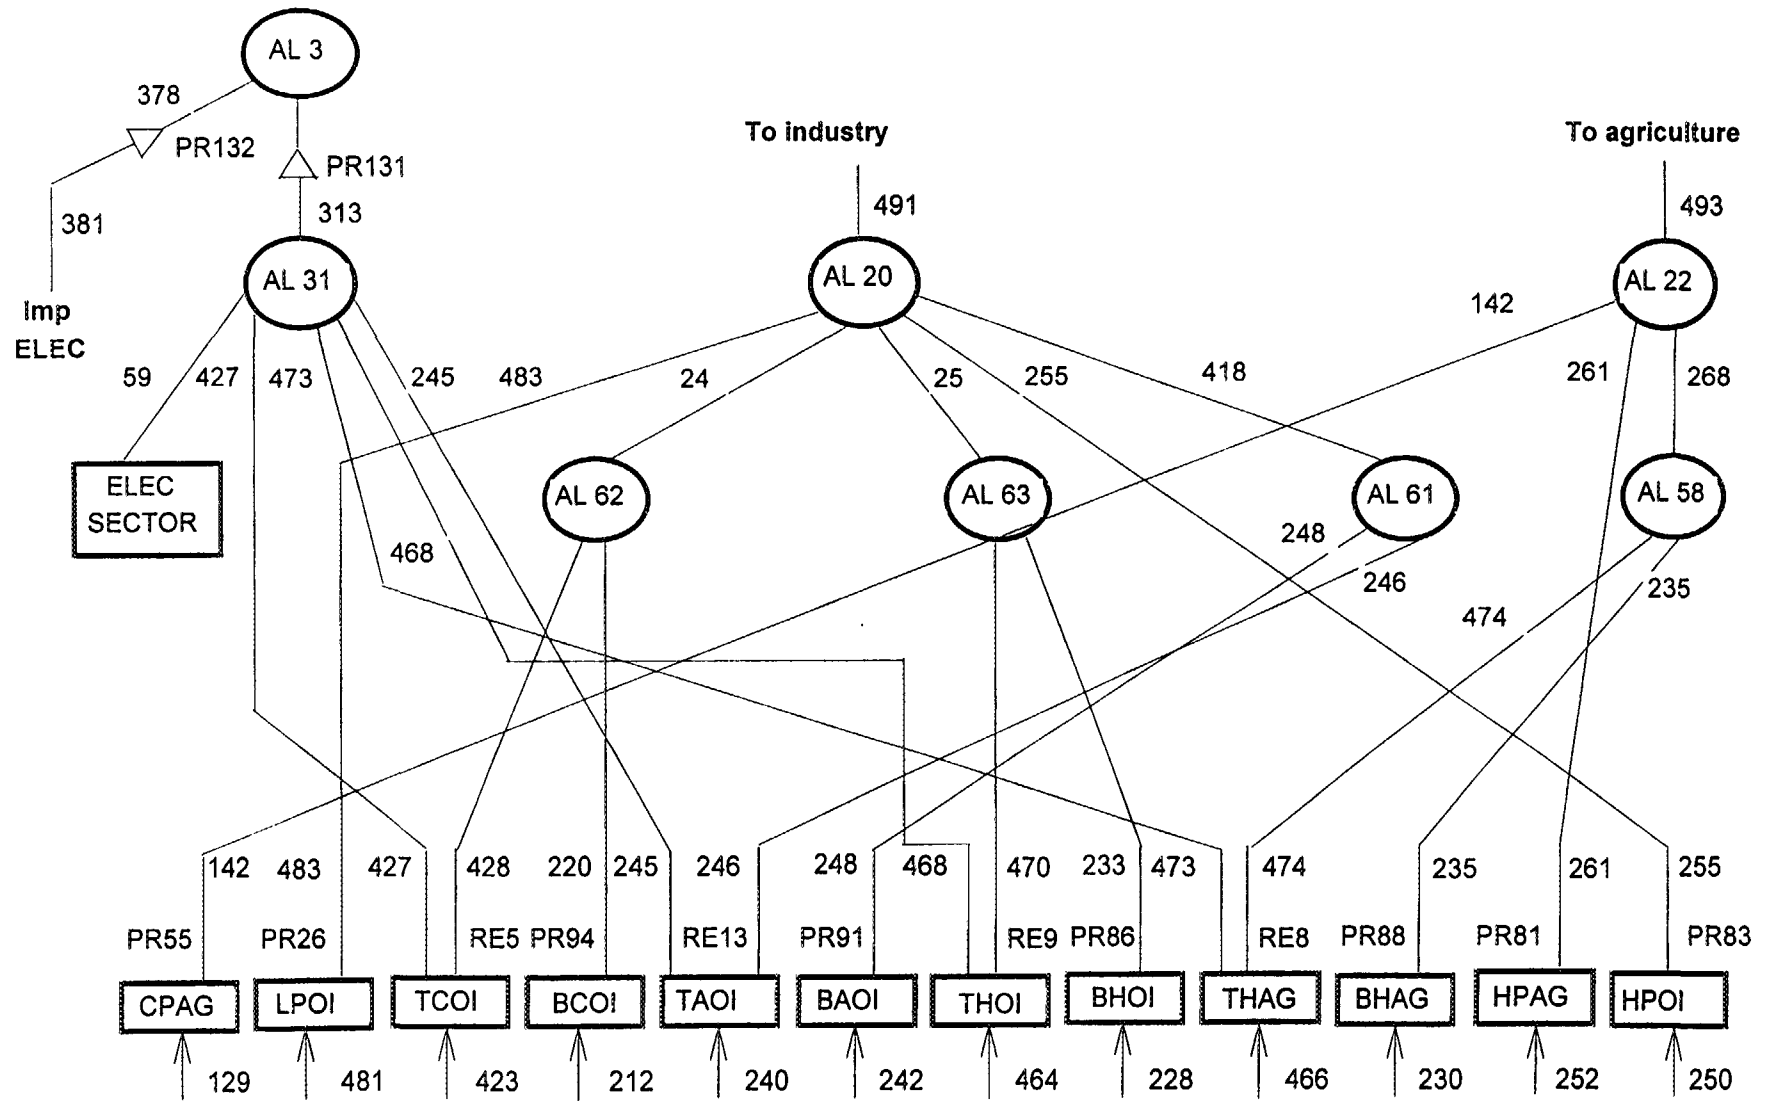 AL 3
378
PR132
To industry
To agriculture
PR131
381
313
491
493
AL 31
AL 20
AL 22
Imp
ELEC
142
59
427
473
245
483
24
25
255
418
261
268
ELEC
SECTOR
AL 62
AL 63
AL 61
AL 58
468
248
246
235
474
142
483
427
428
220
245
246
248
468
470
233
473
474
235
261
255
PR55
PR26
RE5
PR94
RE13
PR91
RE9
PR86
RE8
PR88
PR81
PR83
CPAG
LPOI
TCOI
BCOI
TAOI
BAOI
THOI
BHOI
THAG
BHAG
HPAG
HPOI
129
481
423
212
240
242
464
228
466
230
252
250